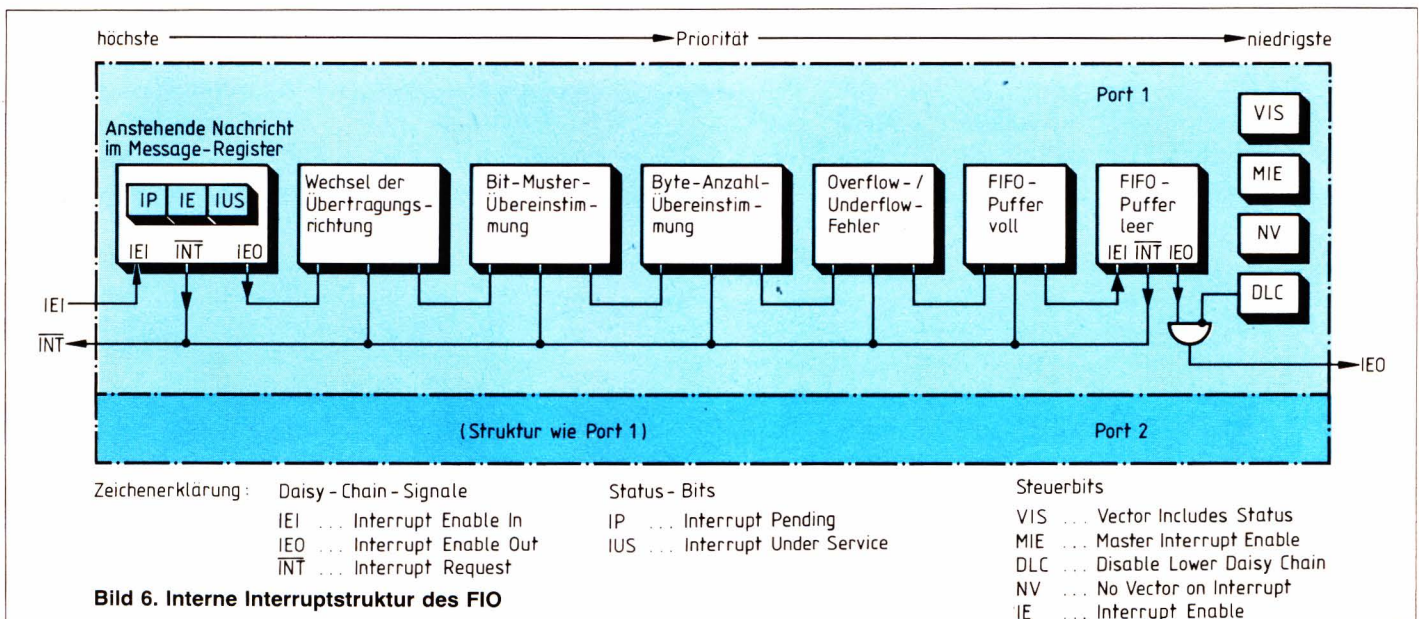 höchste Priorität niedrigste
Port 1
VIS
MIE
NV
DLC
Anstehende Nachricht
im Message-Register
IP IE IUS
IEI INT IEO
Wechsel der
Übertragungs-
richtung
Bit-Muster-
Übereinstim-
mung
Byte-Anzahl-
Übereinstim-
mung
Overflow-/
Underflow-
Fehler
FIFO-
Puffer
voll
FIFO-
Puffer
leer
IEI INT IEO
IEI
INT
IEO
(Struktur wie Port 1) Port 2
Zeichenerklärung:
Daisy-Chain-Signale
IEI ... Interrupt Enable In
IEO ... Interrupt Enable Out
INT ... Interrupt Request
Status-Bits
IP ... Interrupt Pending
IUS ... Interrupt Under Service
Steuerbits
VIS ... Vector Includes Status
MIE ... Master Interrupt Enable
DLC ... Disable Lower Daisy Chain
NV ... No Vector on Interrupt
IE ... Interrupt Enable
Bild 6. Interne Interruptstruktur des FIO